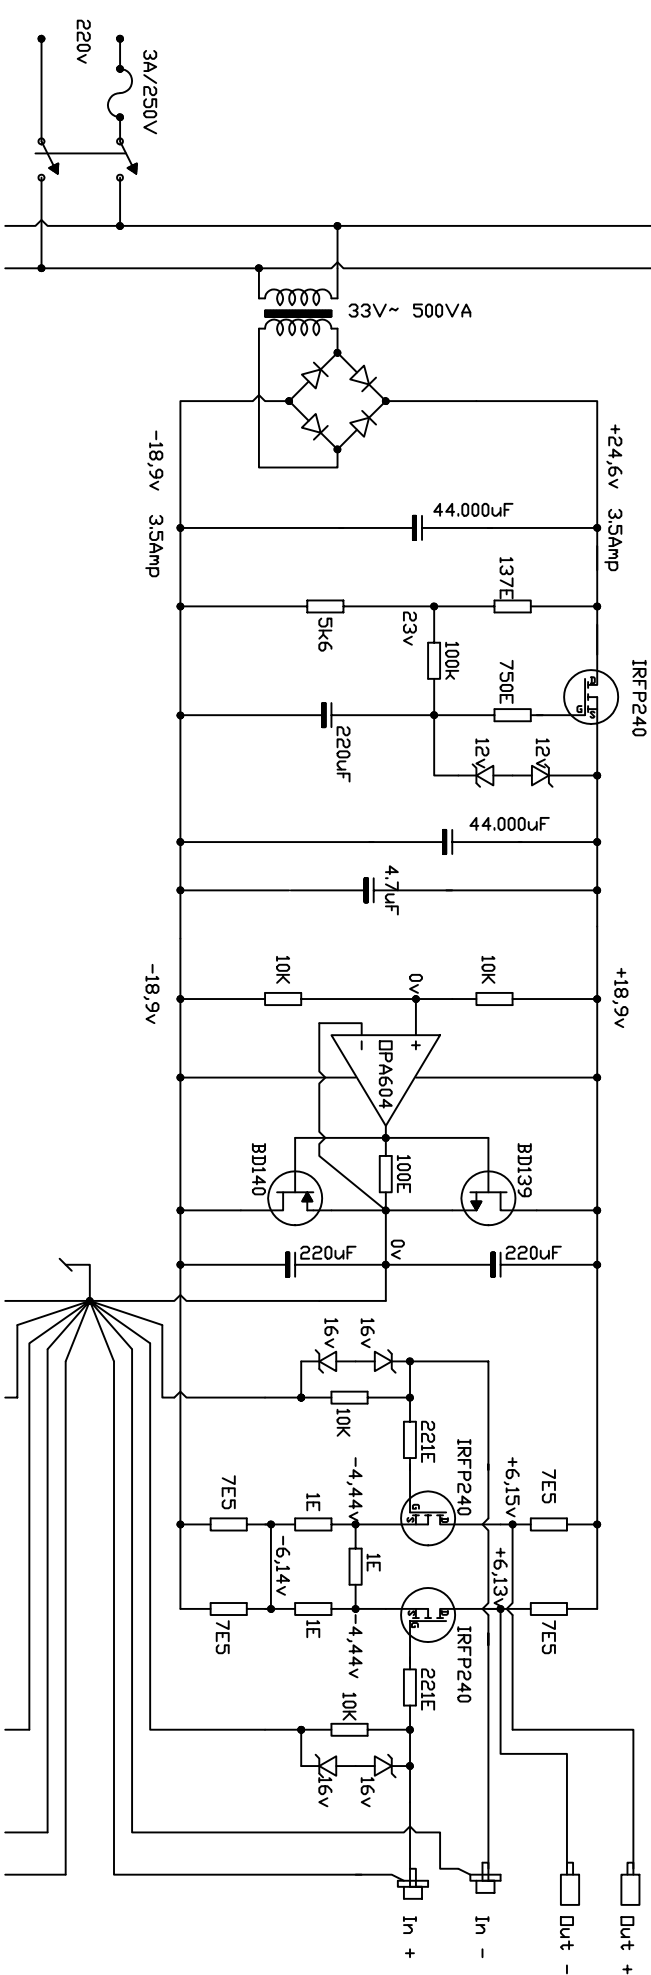 220v
3A/250V
33V~ 500VA
-18,9v 3.5Amp
+24,6v 3.5Amp
44.000uF
137E
5k6
23v
100k
750E
IRFP240
D
G
S
220uF
12v
12v
44.000uF
4.7uF
-18,9v
+18,9v
10K
0v
10K
+
-
OPA604
100E
BD140
BD139
220uF
0v
220uF
16v
16v
10K
221E
IRFP240
G
S
D
7E5
1E
-4,44v
+6,15v
7E5
-6,14v
1E
+6,13v
7E5
1E
-4,44v
S
D
G
IRFP240
7E5
221E
10K
16v
16v
In +
In -
Out -
Out +